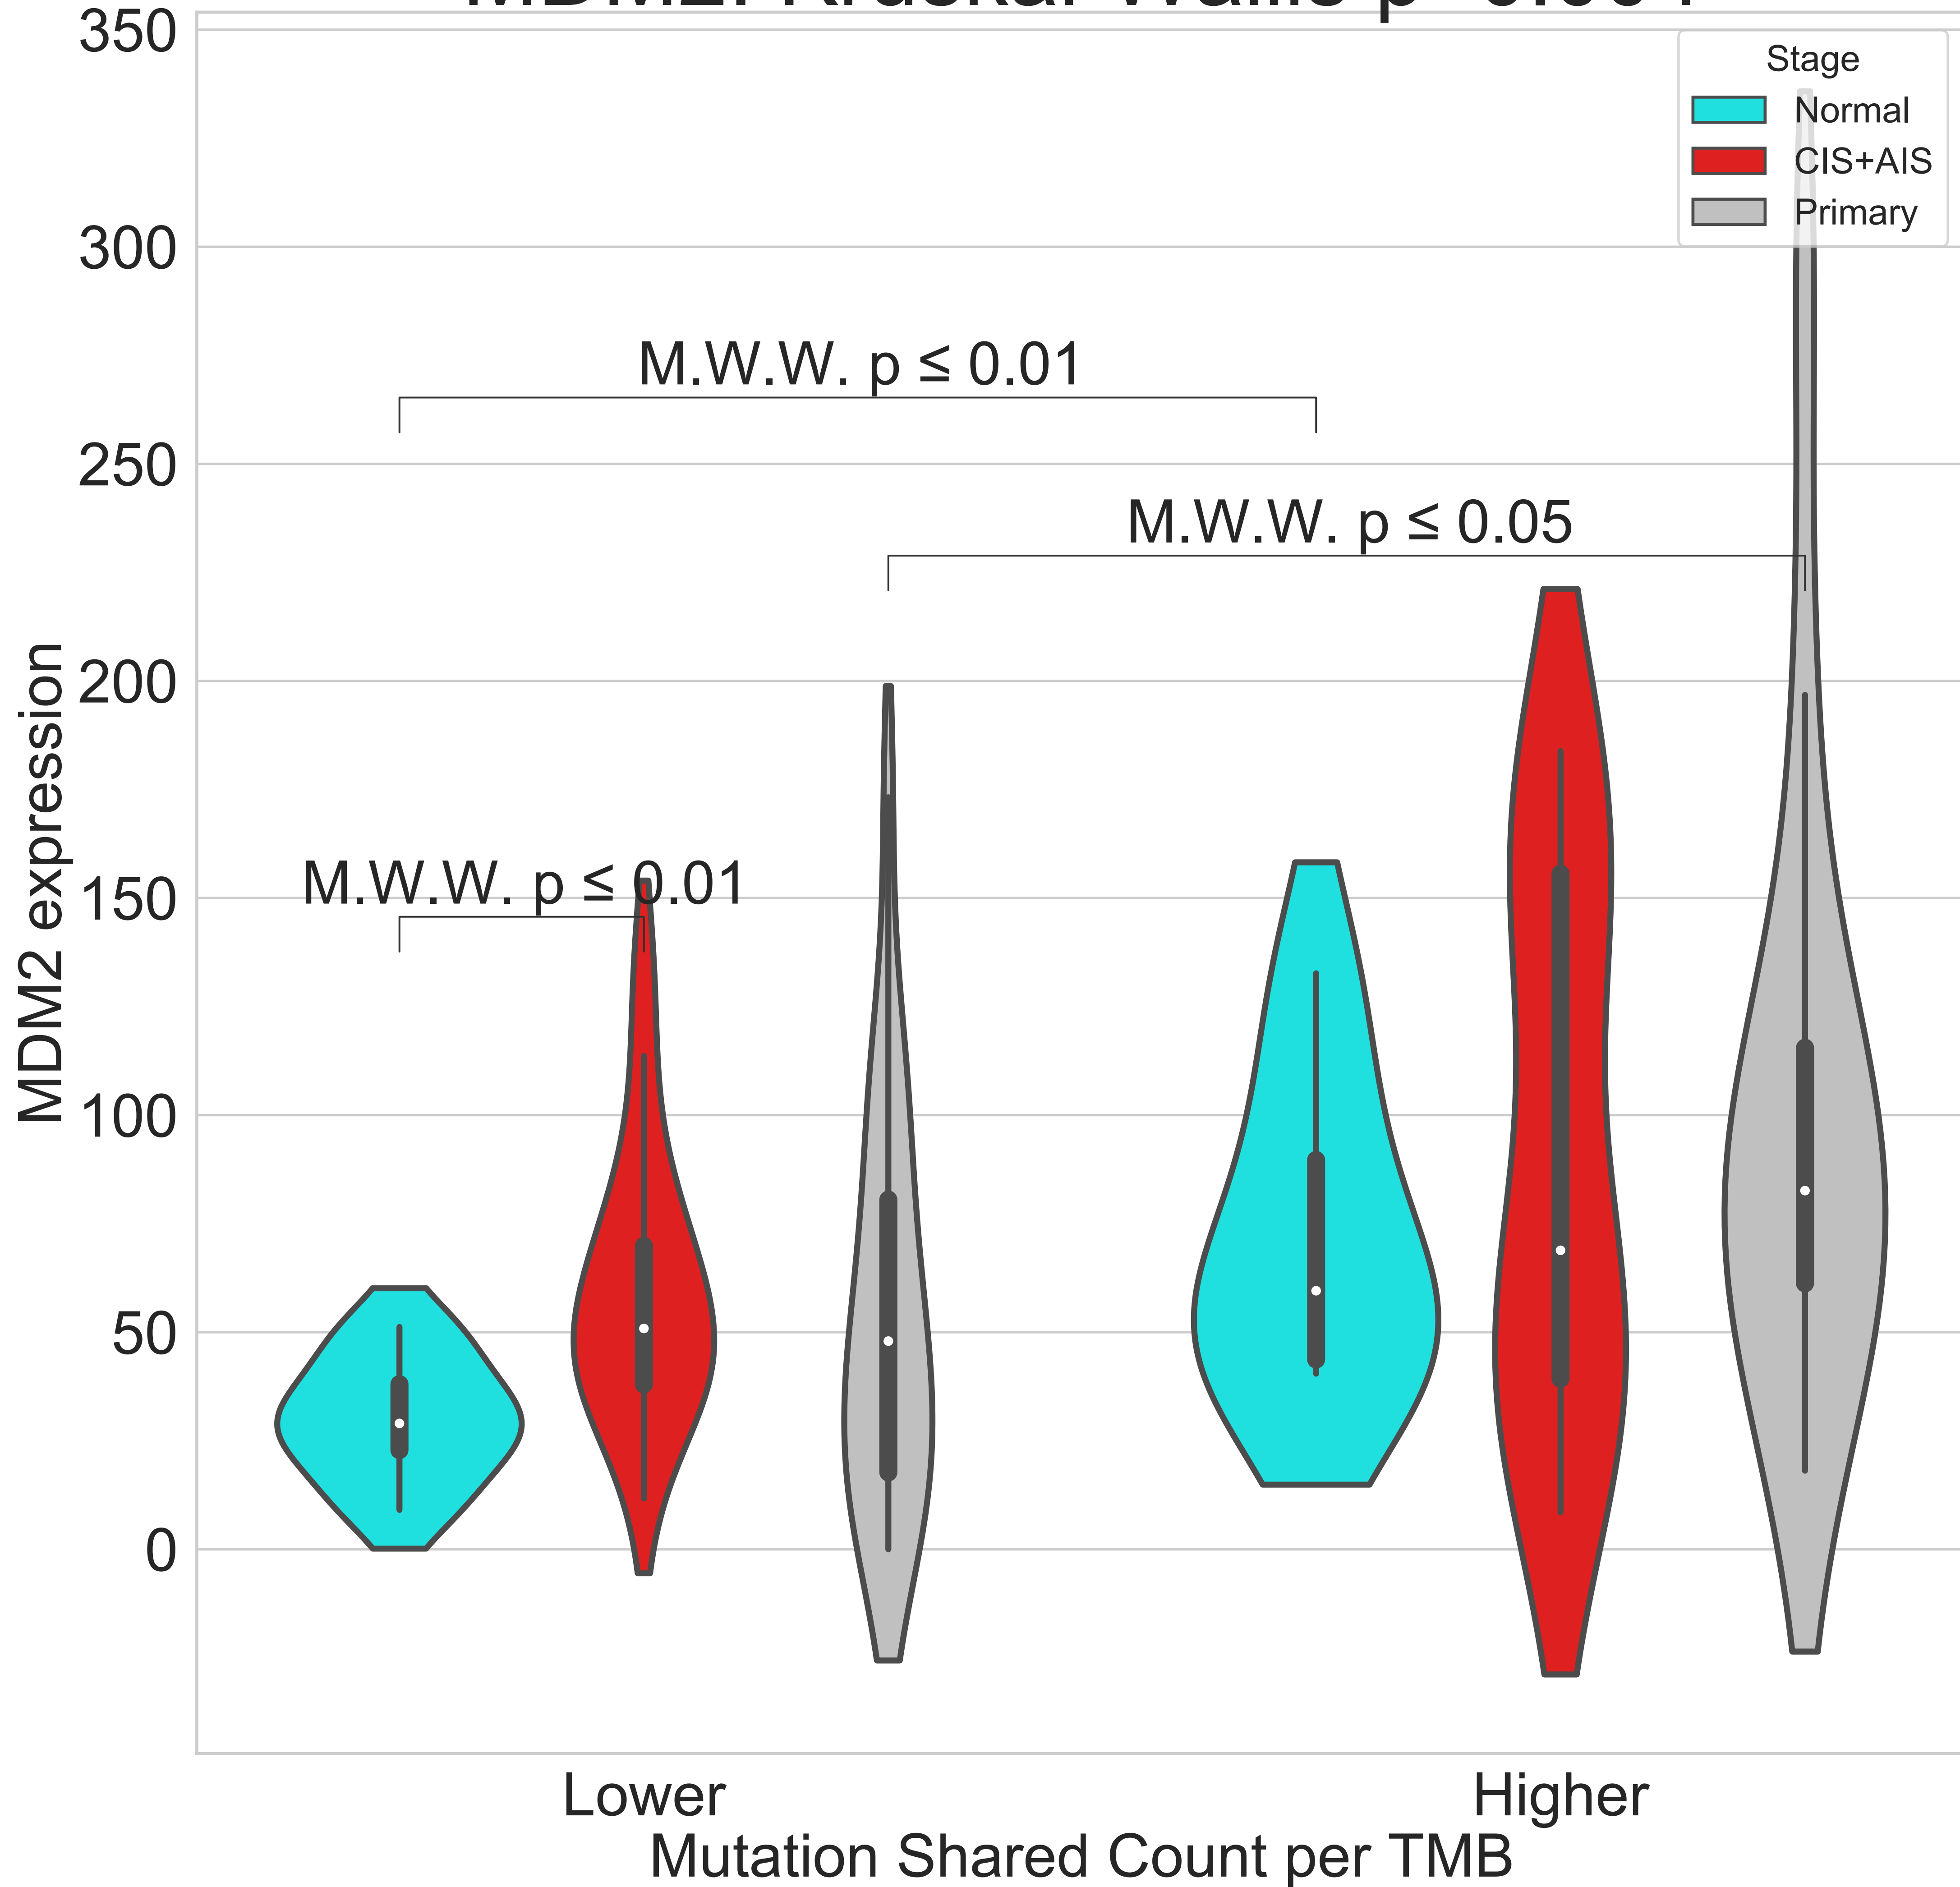 350
Stage
Normal
CIS+AIS
Primary
300
M.W.W. p ≤ 0.01
250
M.W.W. p ≤ 0.05
200
M.W.W. p ≤ 0.01
150
100
50
0
MDM2 expression
Lower
Higher
Mutation Shared Count per TMB